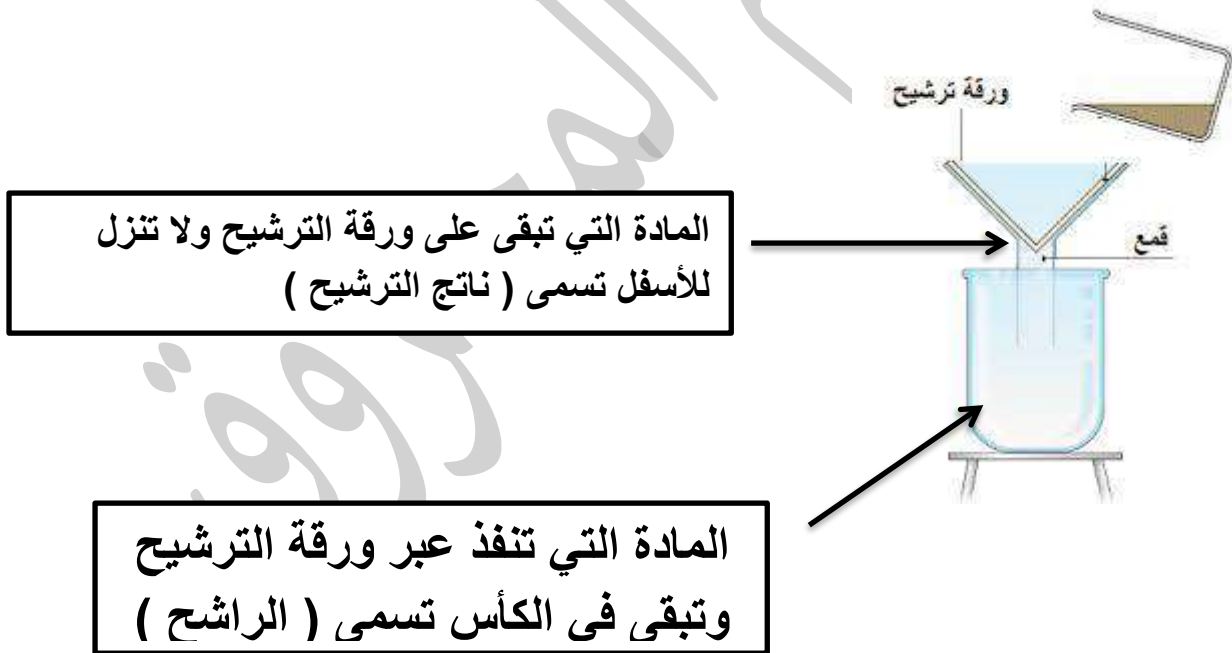 ورقة ترشيح
المادة التي تبقى على ورقة الترشيح ولا تنزل
للأسفل تسمى ( ناتج الترشيح )
قمع
المادة التي تنفذ عبر ورقة الترشيح
وتبقى في الكأس تسمى ( الراشح )